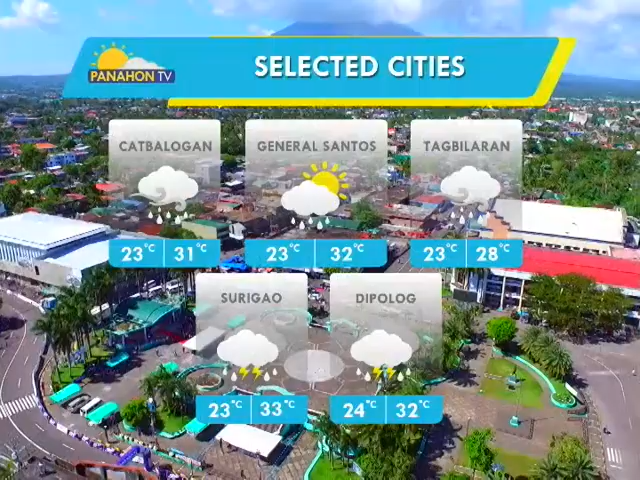 PANAHON TV
SELECTED CITIES
CATBALOGAN
23°C 31°C
GENERAL SANTOS
23°C 32°C
TAGBILARAN
23°C 28°C
SURIGAO
23°C 33°C
DIPOLOG
24°C 32°C